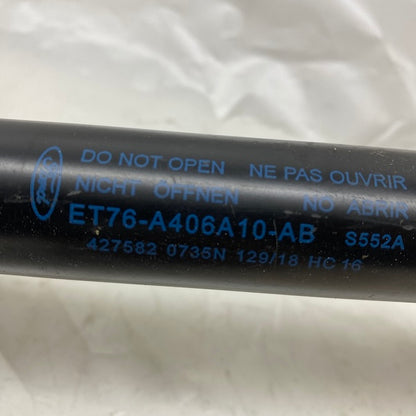 Ford
DO NOT OPEN NE PAS OUVRIR
NICHT ÖFFNEN NO ABRIR
ET76-A406A10-AB S552A
427582 0735N 129/18 HC 16